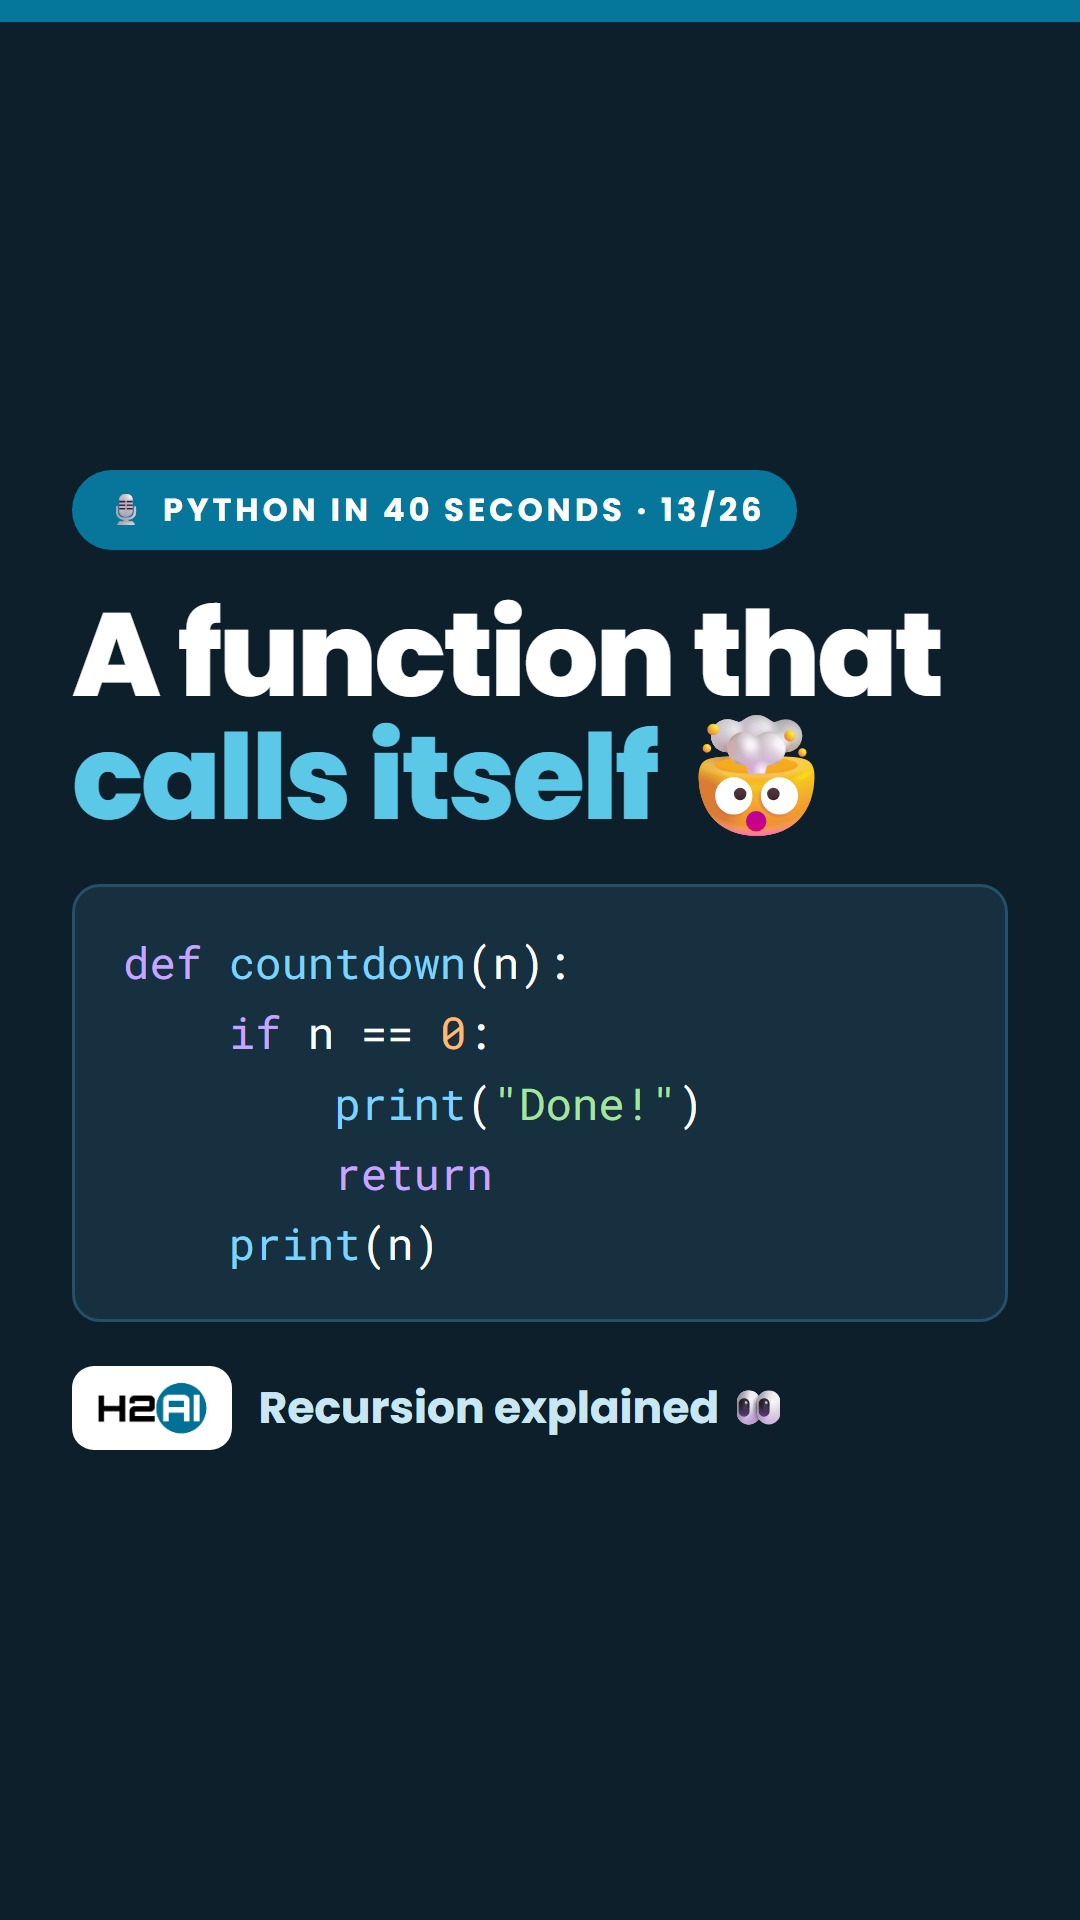 PYTHON IN 40 SECONDS · 13/26
A function that
calls itself
def countdown(n):
    if n == 0:
        print("Done!")
        return
    print(n)
H2AI
Recursion explained